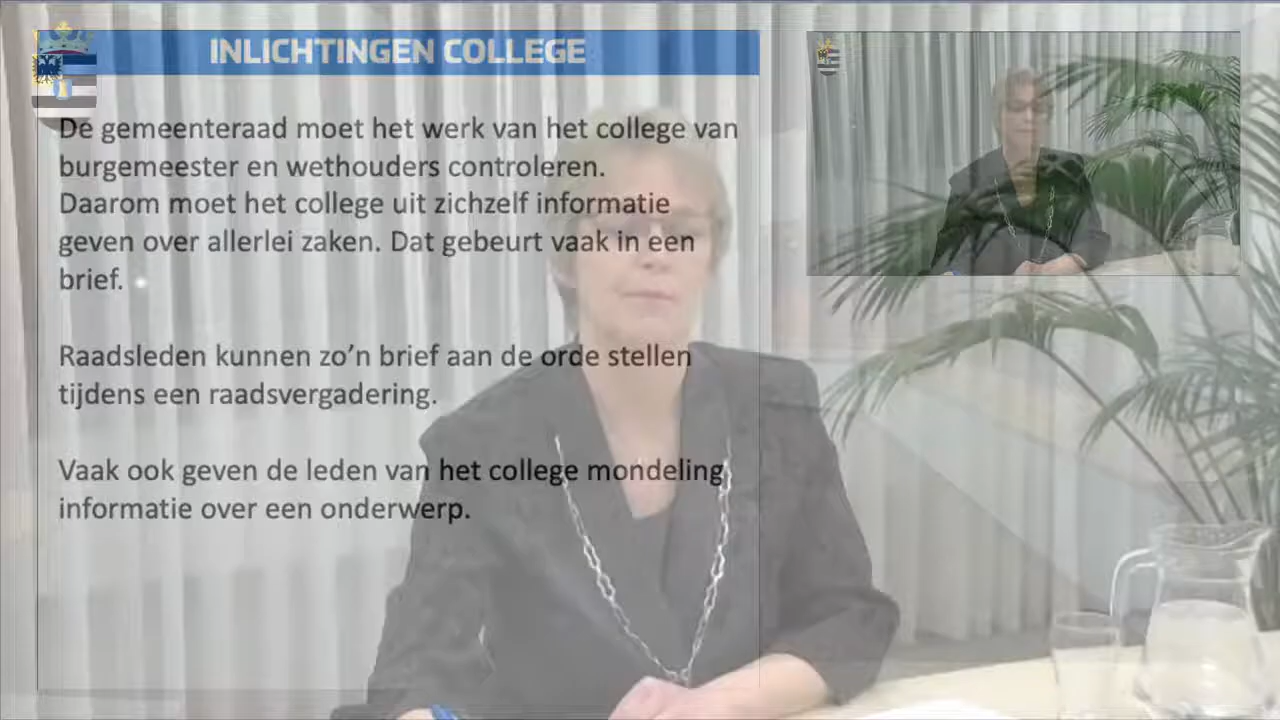 INLICHTINGEN COLLEGE
De gemeenteraad moet het werk van het college van
burgemeester en wethouders controleren.
Daarom moet het college uit zichzelf informatie
geven over allerlei zaken. Dat gebeurt vaak in een
brief.
Raadsleden kunnen zo’n brief aan de orde stellen
tijdens een raadsvergadering.
Vaak ook geven de leden van het college mondeling
informatie over een onderwerp.